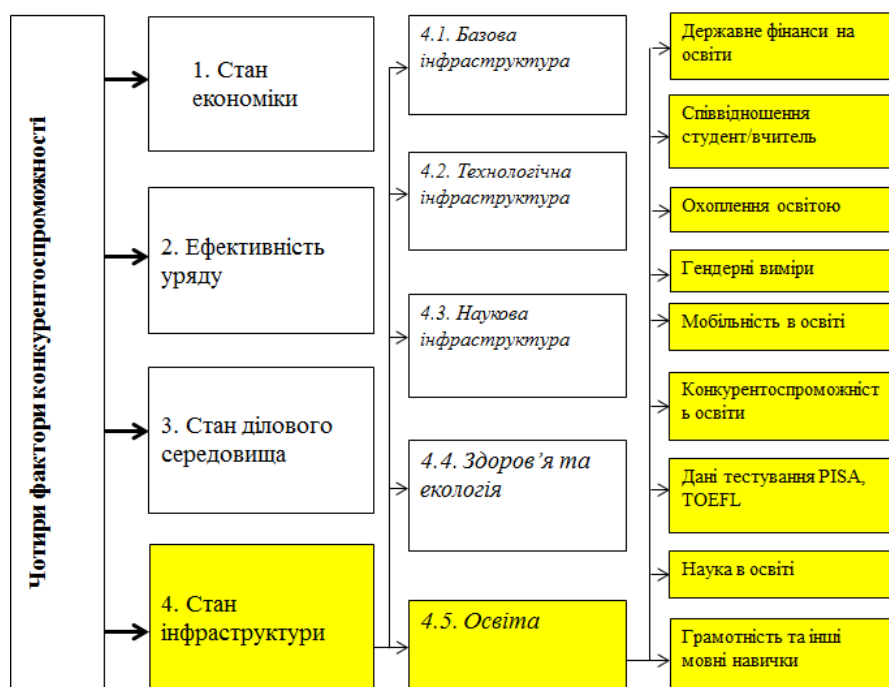 Чотири фактори конкурентоспроможності
1. Стан
економіки
2. Ефективність
уряду
3. Стан ділового
середовища
4. Стан
інфраструктури
4.1. Базова
інфраструктура
4.2. Технологічна
інфраструктура
4.3. Наукова
інфраструктура
4.4. Здоров’я та
екологія
4.5. Освіта
Державне фінанси на
освіти
Співвідношення
студент/вчитель
Охоплення освітою
Гендерні виміри
Мобільність в освіті
Конкурентоспроможніст
ь освіти
Дані тестування PISA,
TOEFL
Наука в освіті
Грамотність та інші
мовні навички